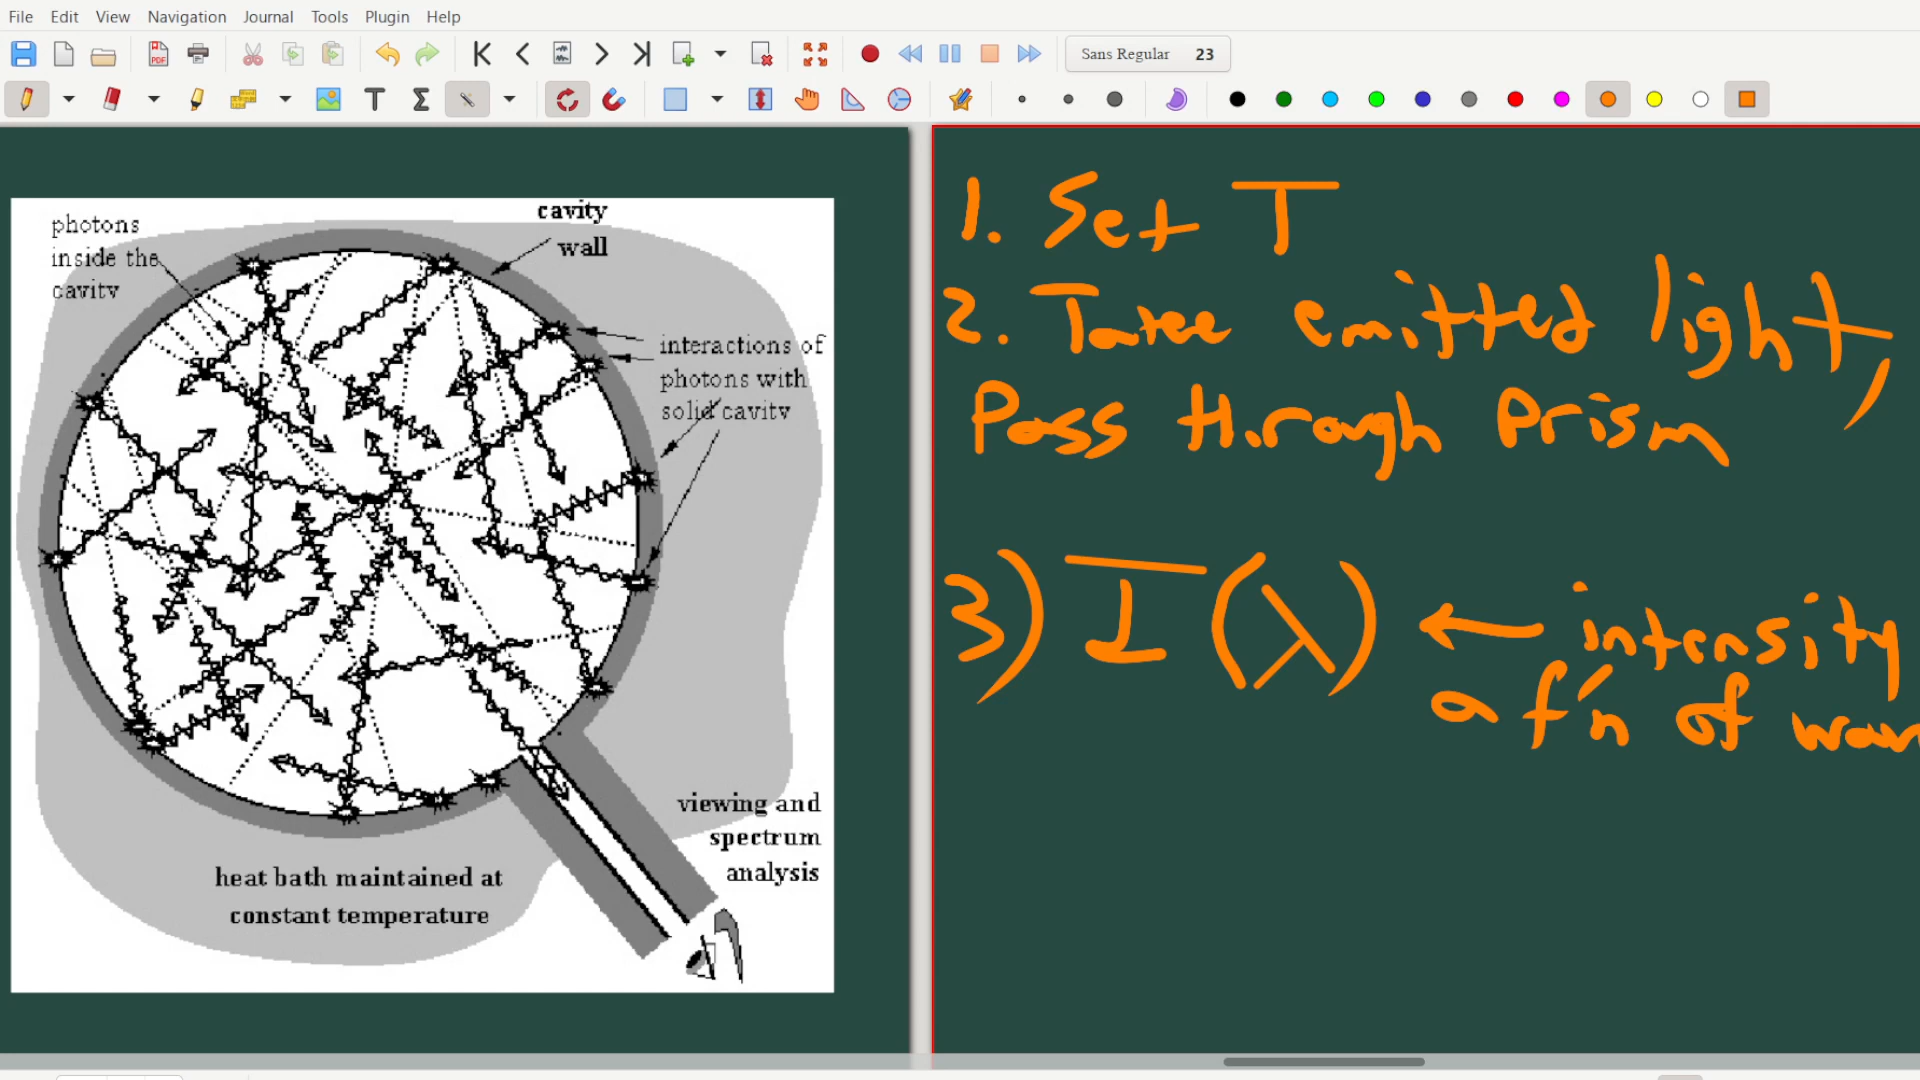 File Edit View Navigation Journal Tools Plugin Help
Sans Regular 23
photons
inside the
cavity
cavity
wall
interactions of
photons with
solid cavity
viewing and
spectrum
analysis
heat bath maintained at
constant temperature
1. Set T
2. Take emitted light,
Pass through Prism
3) I(λ) ← intensity
a f'n of wav